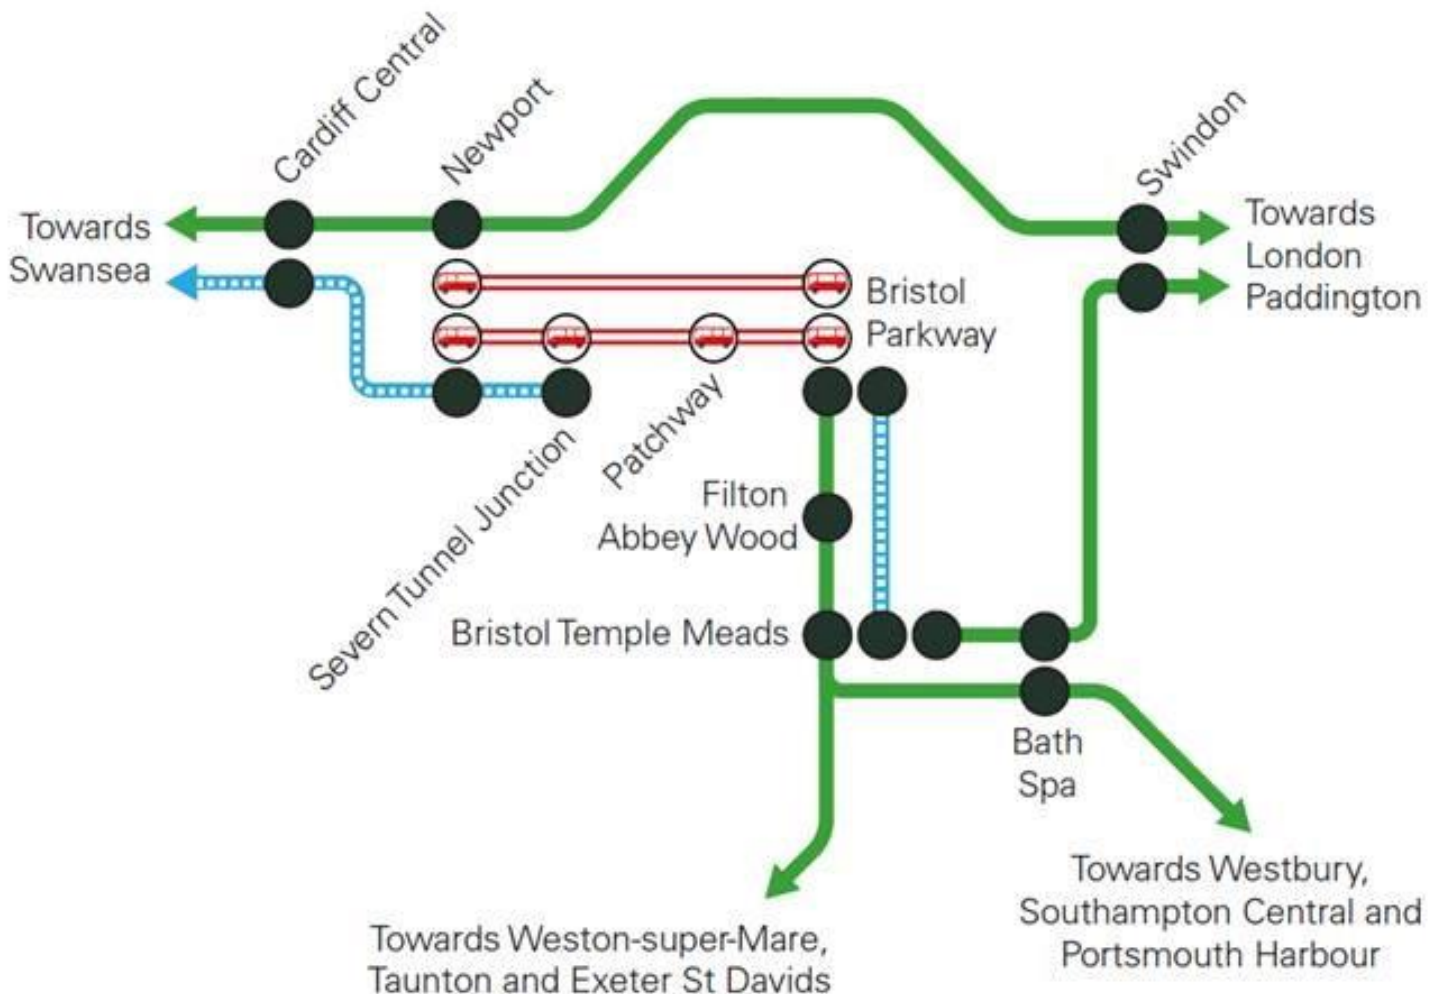 Cardiff Central
Newport
Swindon
Towards
Swansea
Towards
London
Paddington
Bristol
Parkway
Patchway
Severn Tunnel Junction
Filton
Abbey Wood
Bristol Temple Meads
Bath
Spa
Towards Westbury,
Southampton Central and
Portsmouth Harbour
Towards Weston-super-Mare,
Taunton and Exeter St Davids